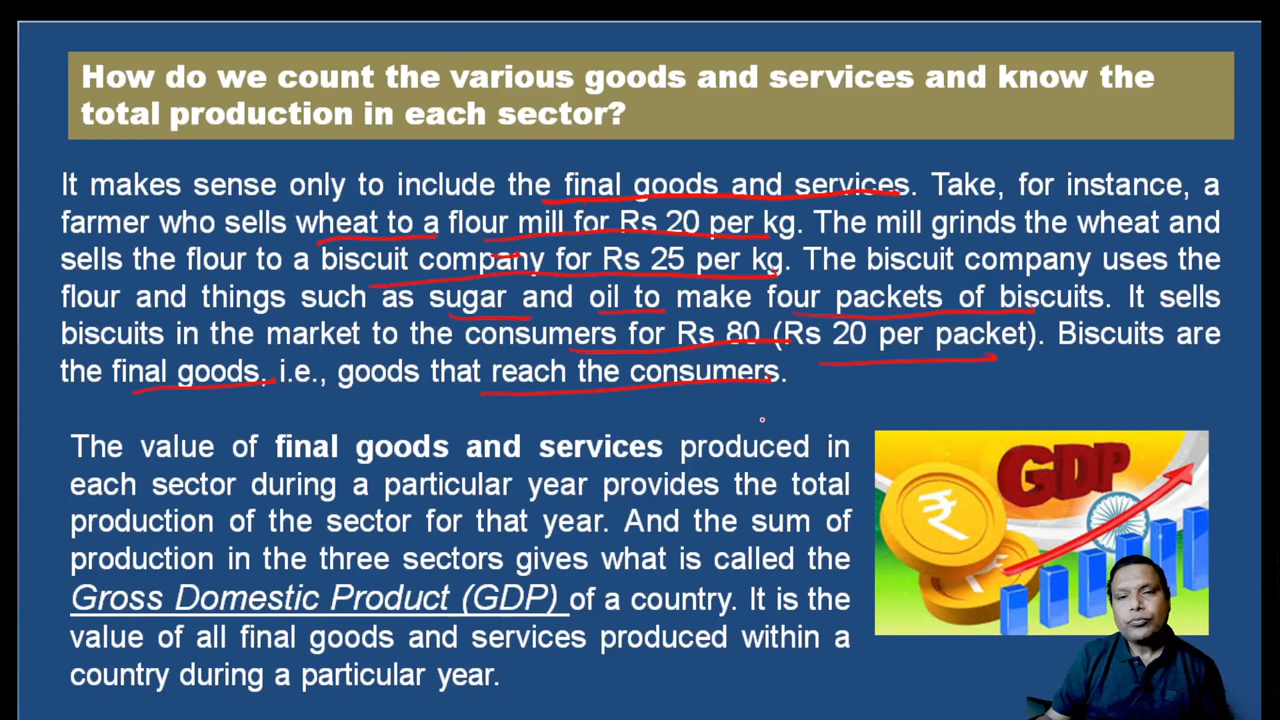 How do we count the various goods and services and know the
total production in each sector?
It makes sense only to include the final goods and services. Take, for instance, a
farmer who sells wheat to a flour mill for Rs 20 per kg. The mill grinds the wheat and
sells the flour to a biscuit company for Rs 25 per kg. The biscuit company uses the
flour and things such as sugar and oil to make four packets of biscuits. It sells
biscuits in the market to the consumers for Rs 80 (Rs 20 per packet). Biscuits are
the final goods, i.e., goods that reach the consumers.
The value of final goods and services produced in
each sector during a particular year provides the total
production of the sector for that year. And the sum of
production in the three sectors gives what is called the
Gross Domestic Product (GDP) of a country. It is the
value of all final goods and services produced within a
country during a particular year.
GDP
₹
₹